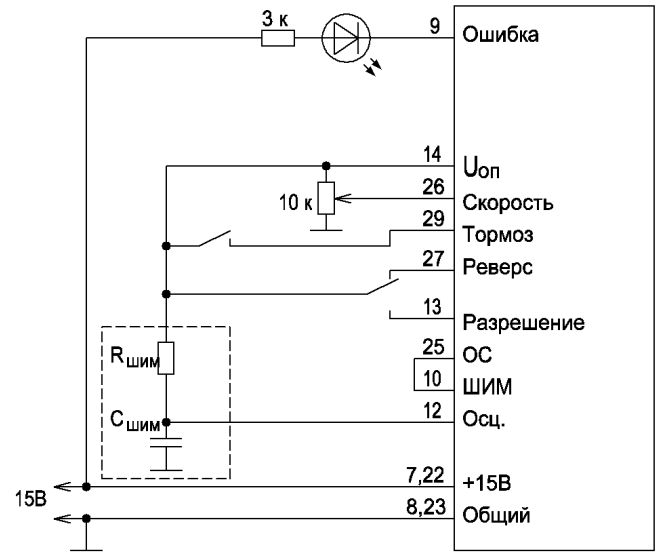 3 к
9 Ошибка
14 Uоп
10 к
26 Скорость
29 Тормоз
27 Реверс
13 Разрешение
Rшим
25 ОС
10 ШИМ
Cшим
12 Осц.
7,22 +15В
15В
8,23 Общий